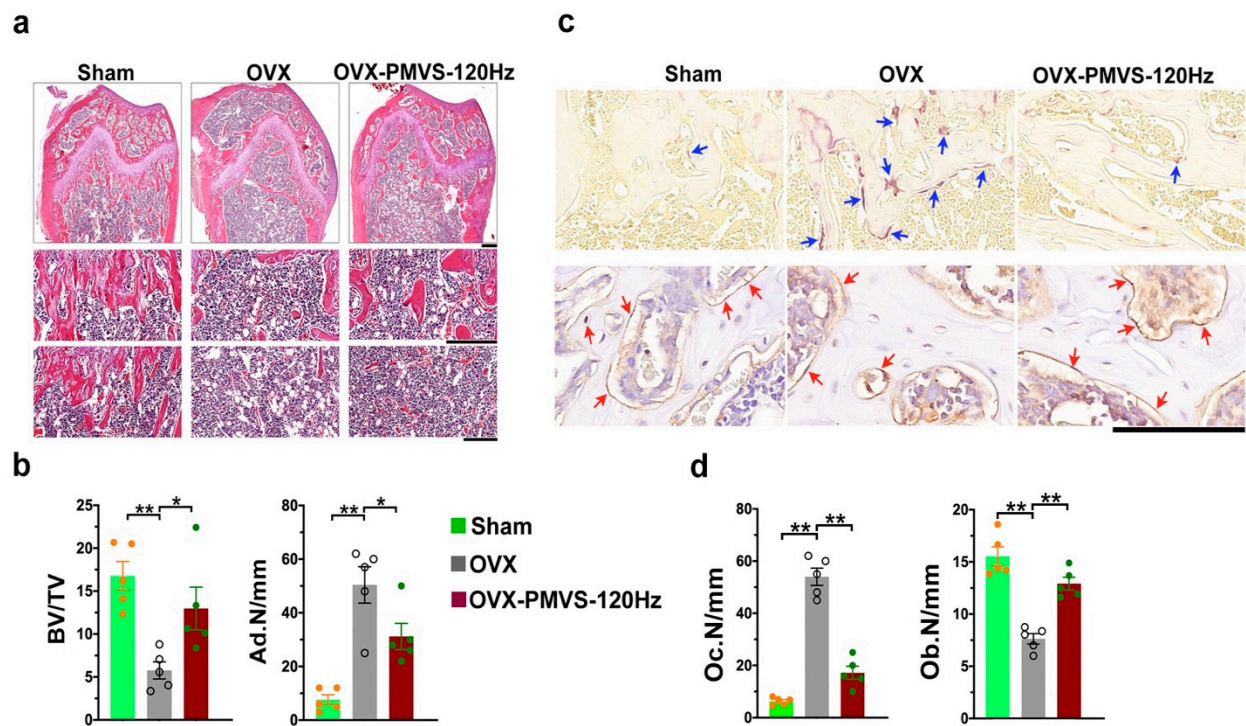 a
Sham OVX OVX-PMVS-120Hz
c
Sham OVX OVX-PMVS-120Hz
b
BV/TV
25
20
15
10
5
0
** *
Ad.N/mm
80
60
40
20
0
** *
Sham
OVX
OVX-PMVS-120Hz
d
Oc.N/mm
80
60
40
20
0
** **
Ob.N/mm
20
15
10
5
0
** **